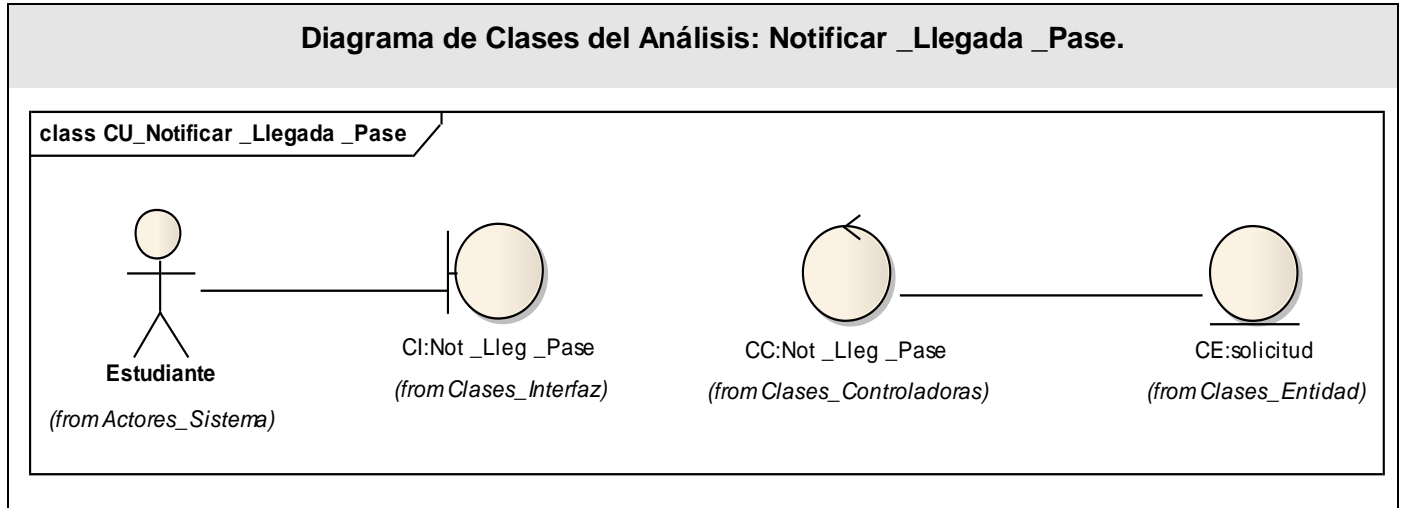 Diagrama de Clases del Análisis: Notificar _Llegada _Pase.
class CU_Notificar _Llegada _Pase
Estudiante
(from Actores_Sistema)
CI:Not _Lleg _Pase
(from Clases_Interfaz)
CC:Not _Lleg _Pase
(from Clases_Controladoras)
CE:solicitud
(from Clases_Entidad)